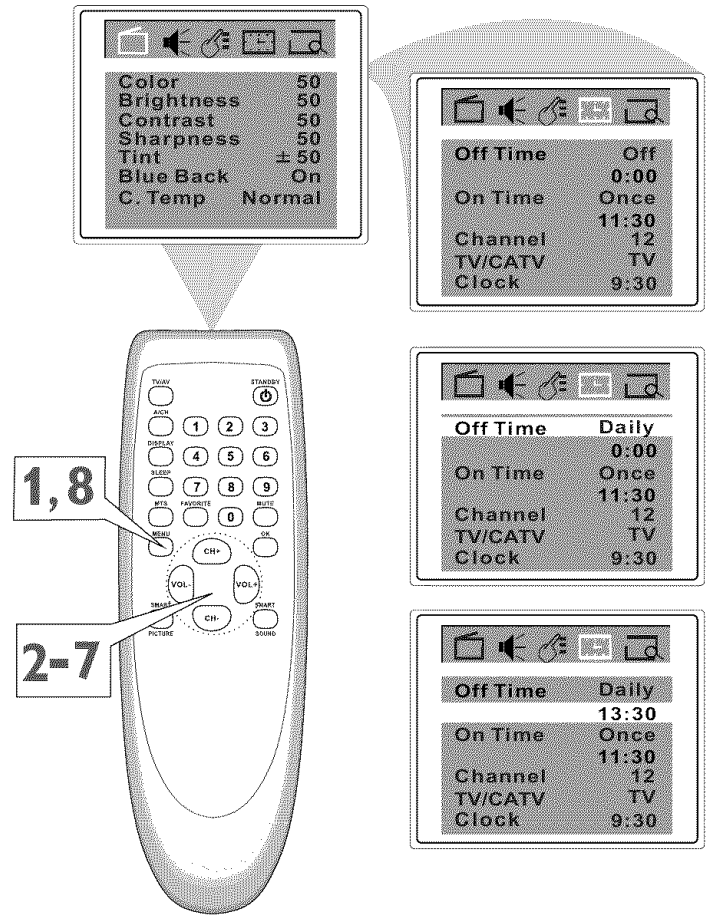 Color 50
Brightness 50
Contrast 50
Sharpness 50
Tint ± 50
Blue Back On
C. Temp Normal
Off Time Off
0:00
On Time Once
11:30
Channel 12
TV/CATV TV
Clock 9:30
TV/AV STANDBY
A/CH
1 2 3
DISPLAY
4 5 6
SLEEP
7 8 9
MTS FAVORITE MUTE
0
MENU OK
CH+
VOL- VOL+
CH-
SMART SMART
PICTURE SOUND
1, 8
2-7
Off Time Daily
0:00
On Time Once
11:30
Channel 12
TV/CATV TV
Clock 9:30
Off Time Daily
13:30
On Time Once
11:30
Channel 12
TV/CATV TV
Clock 9:30